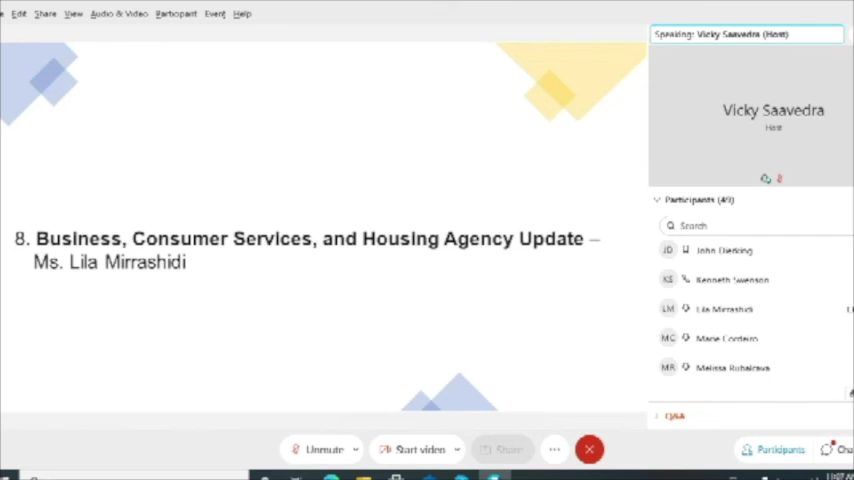 Edit Share View Audio & Video Participant Event Help
Speaking: Vicky Saavedra (Host)
Vicky Saavedra
Host
Participants (49)
Search
JD John Dierking
KS Kenneth Swenson
LM Lila Mirrashidi
MC Marie Cordeiro
MR Melissa Rubalcava
Q&A
8. Business, Consumer Services, and Housing Agency Update –
Ms. Lila Mirrashidi
Unmute Start video Share
Participants